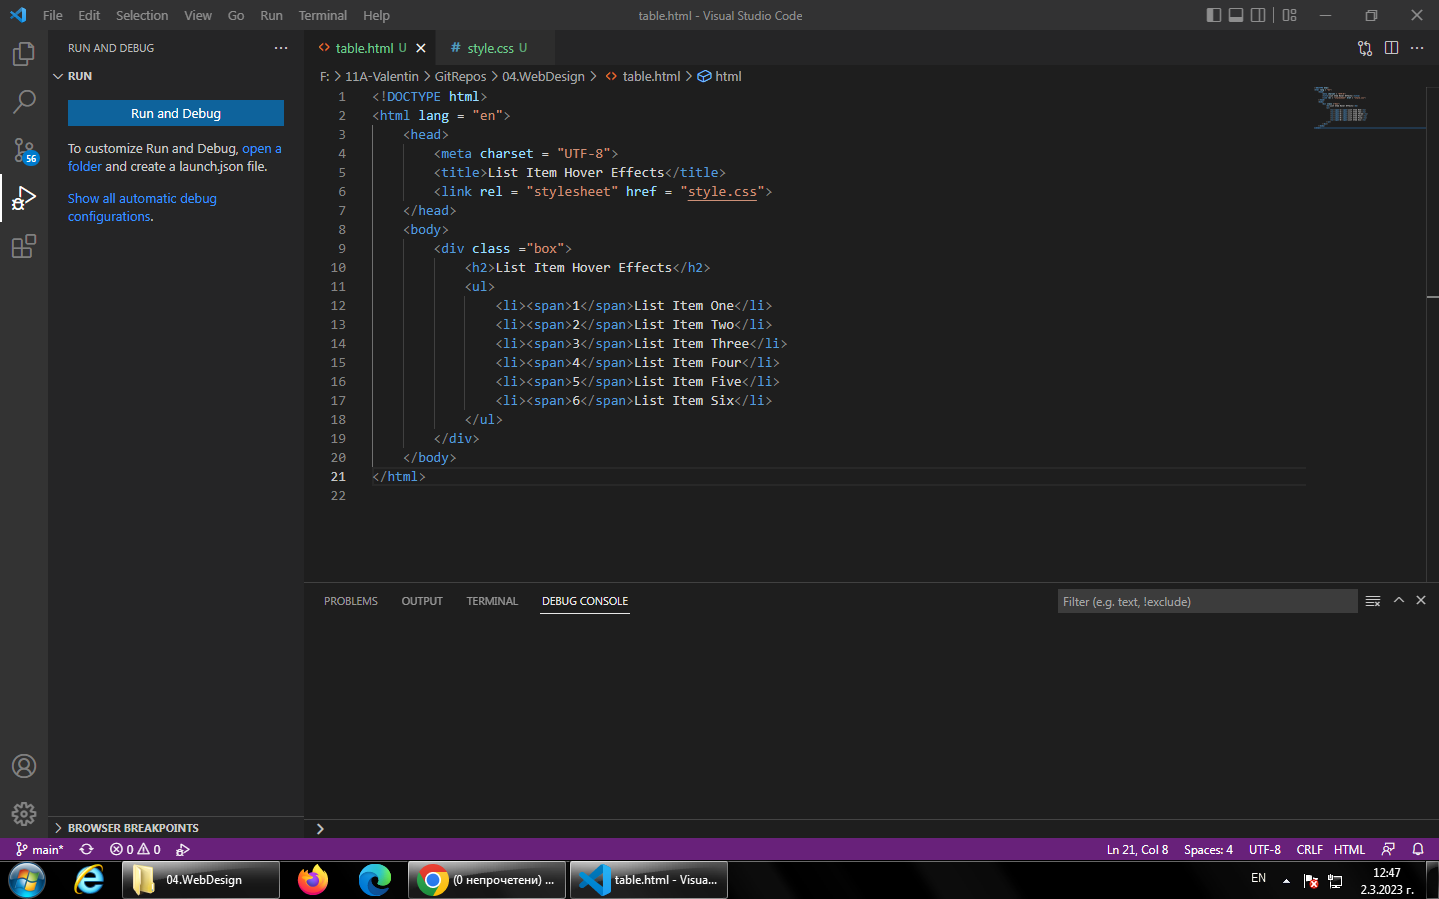 File Edit Selection View Go Run Terminal Help
table.html - Visual Studio Code
RUN AND DEBUG
RUN
Run and Debug
To customize Run and Debug, open a
folder and create a launch.json file.
Show all automatic debug
configurations.
56
BROWSER BREAKPOINTS
table.html U
# style.css U
F: > 11A-Valentin > GitRepos > 04.WebDesign > <> table.html > html
1 <!DOCTYPE html>
2 <html lang = "en">
3 <head>
4 <meta charset = "UTF-8">
5 <title>List Item Hover Effects</title>
6 <link rel = "stylesheet" href = "style.css">
7 </head>
8 <body>
9 <div class ="box">
10 <h2>List Item Hover Effects</h2>
11 <ul>
12 <li><span>1</span>List Item One</li>
13 <li><span>2</span>List Item Two</li>
14 <li><span>3</span>List Item Three</li>
15 <li><span>4</span>List Item Four</li>
16 <li><span>5</span>List Item Five</li>
17 <li><span>6</span>List Item Six</li>
18 </ul>
19 </div>
20 </body>
21 </html>
22
PROBLEMS OUTPUT TERMINAL DEBUG CONSOLE
Filter (e.g. text, !exclude)
main* 0 0
Ln 21, Col 8 Spaces: 4 UTF-8 CRLF HTML
04.WebDesign
(0 непрочетени) ...
table.html - Visua...
EN
12:47
2.3.2023 г.